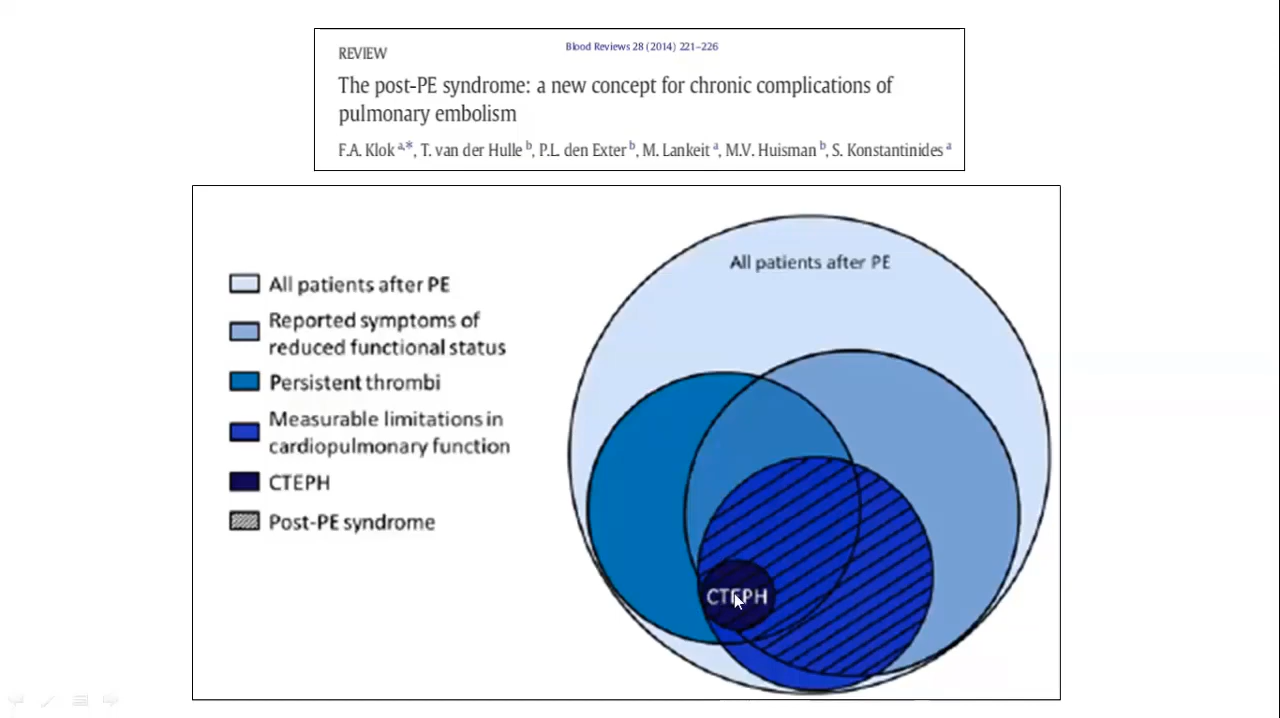 Blood Reviews 28 (2014) 221–226
REVIEW
The post-PE syndrome: a new concept for chronic complications of
pulmonary embolism
F.A. Klok a,*, T. van der Hulle b, P.L. den Exter b, M. Lankeit a, M.V. Huisman b, S. Konstantinides a
All patients after PE
Reported symptoms of
reduced functional status
Persistent thrombi
Measurable limitations in
cardiopulmonary function
CTEPH
Post-PE syndrome
All patients after PE
CTEPH